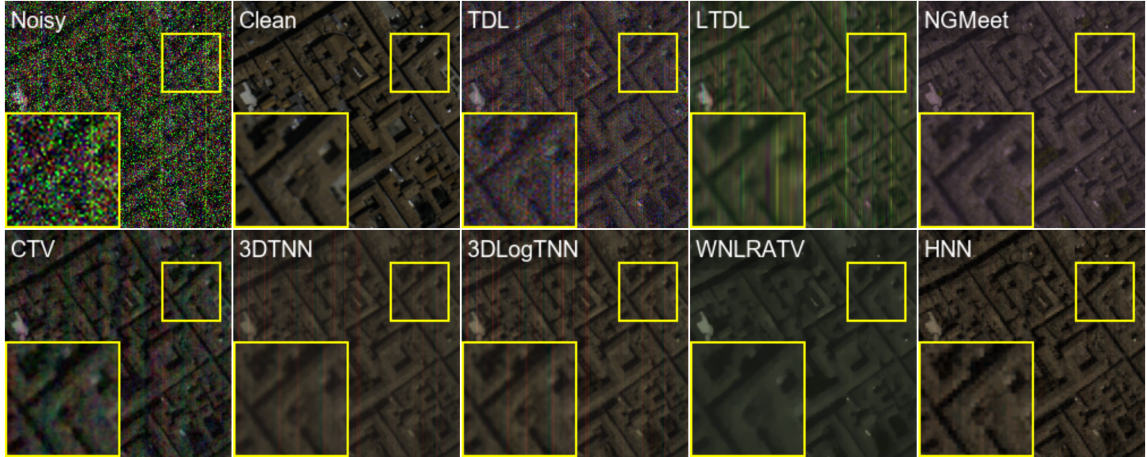 Noisy
Clean
TDL
LTDL
NGMeet
CTV
3DTNN
3DLogTNN
WNLRATV
HNN